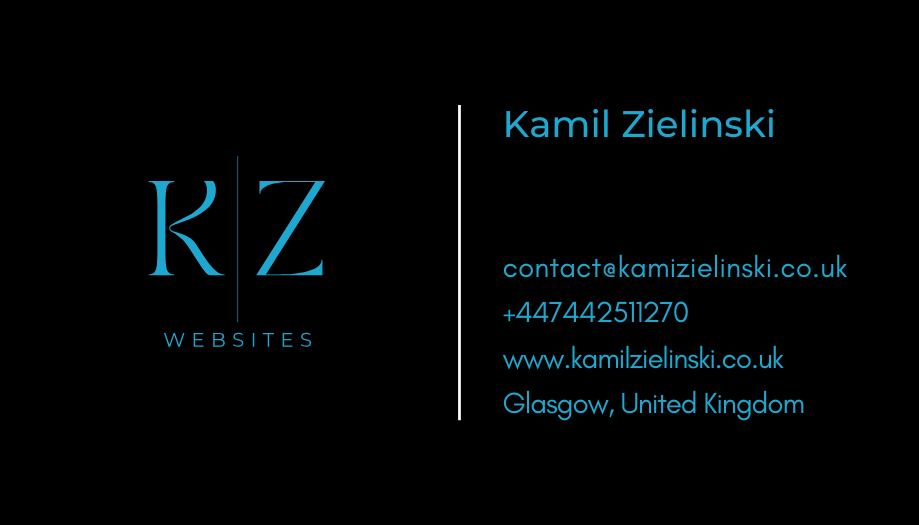 K Z
WEBSITES
Kamil Zielinski
contact@kamizielinski.co.uk
+447442511270
www.kamilzielinski.co.uk
Glasgow, United Kingdom